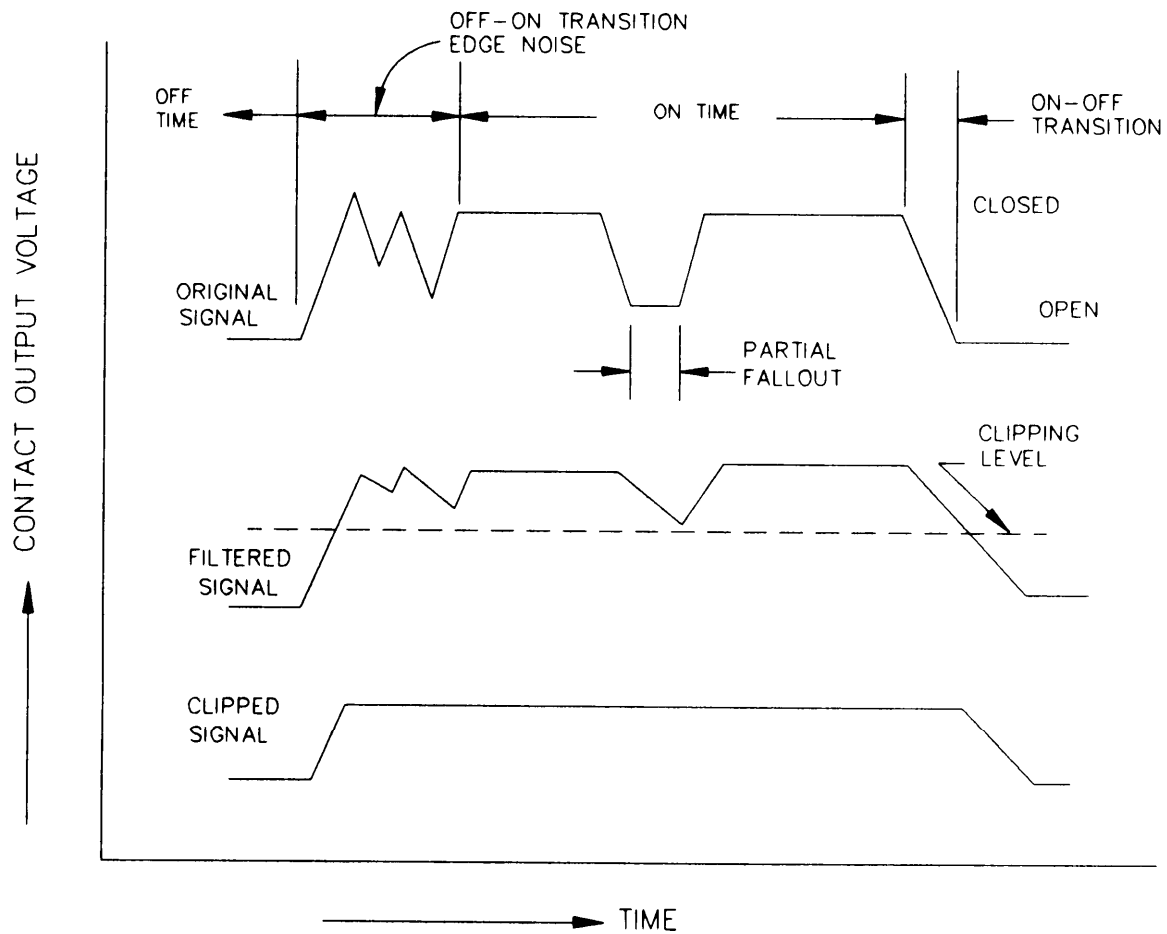 OFF-ON TRANSITION
EDGE NOISE
OFF
TIME
ON TIME
ON-OFF
TRANSITION
CLOSED
ORIGINAL
SIGNAL
OPEN
PARTIAL
FALLOUT
CLIPPING
LEVEL
FILTERED
SIGNAL
CLIPPED
SIGNAL
CONTACT OUTPUT VOLTAGE
TIME